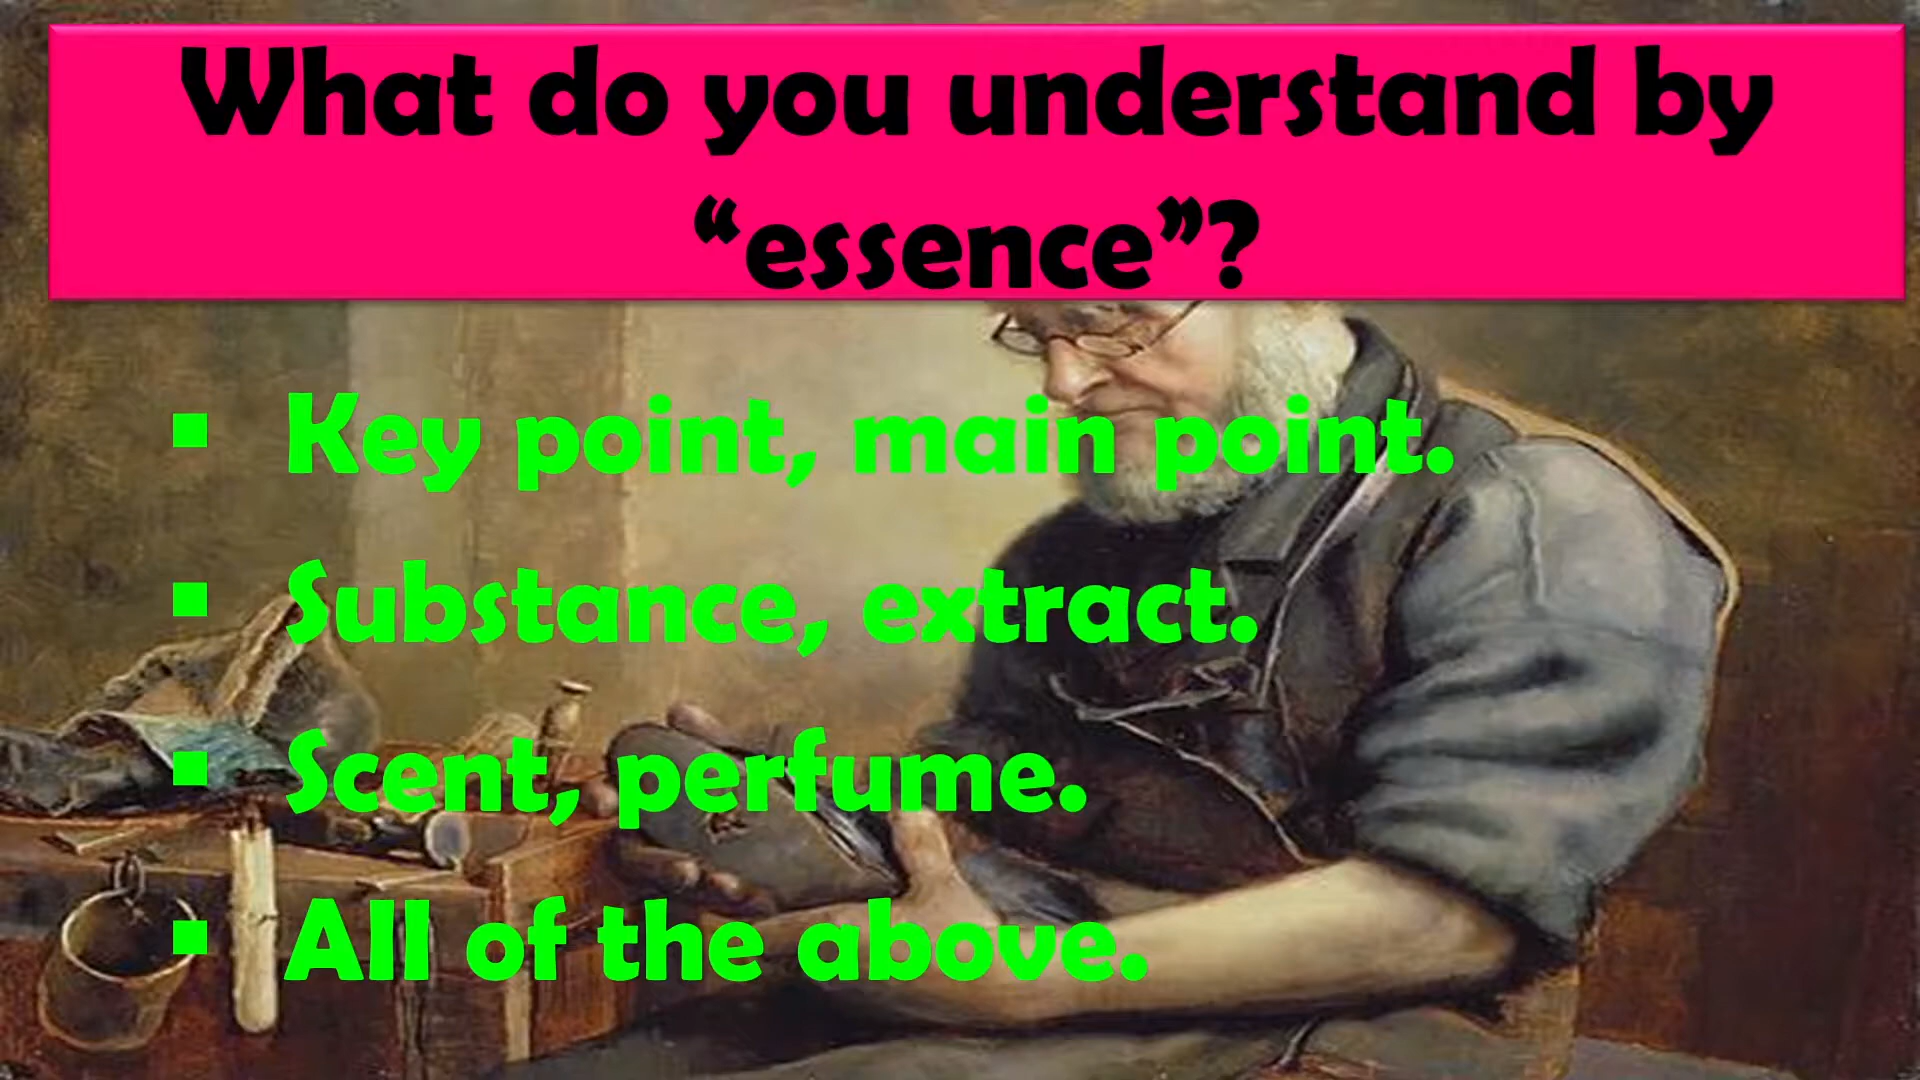 What do you understand by
“essence”?
▪ Key point, main point.
▪ Substance, extract.
▪ Scent, perfume.
▪ All of the above.